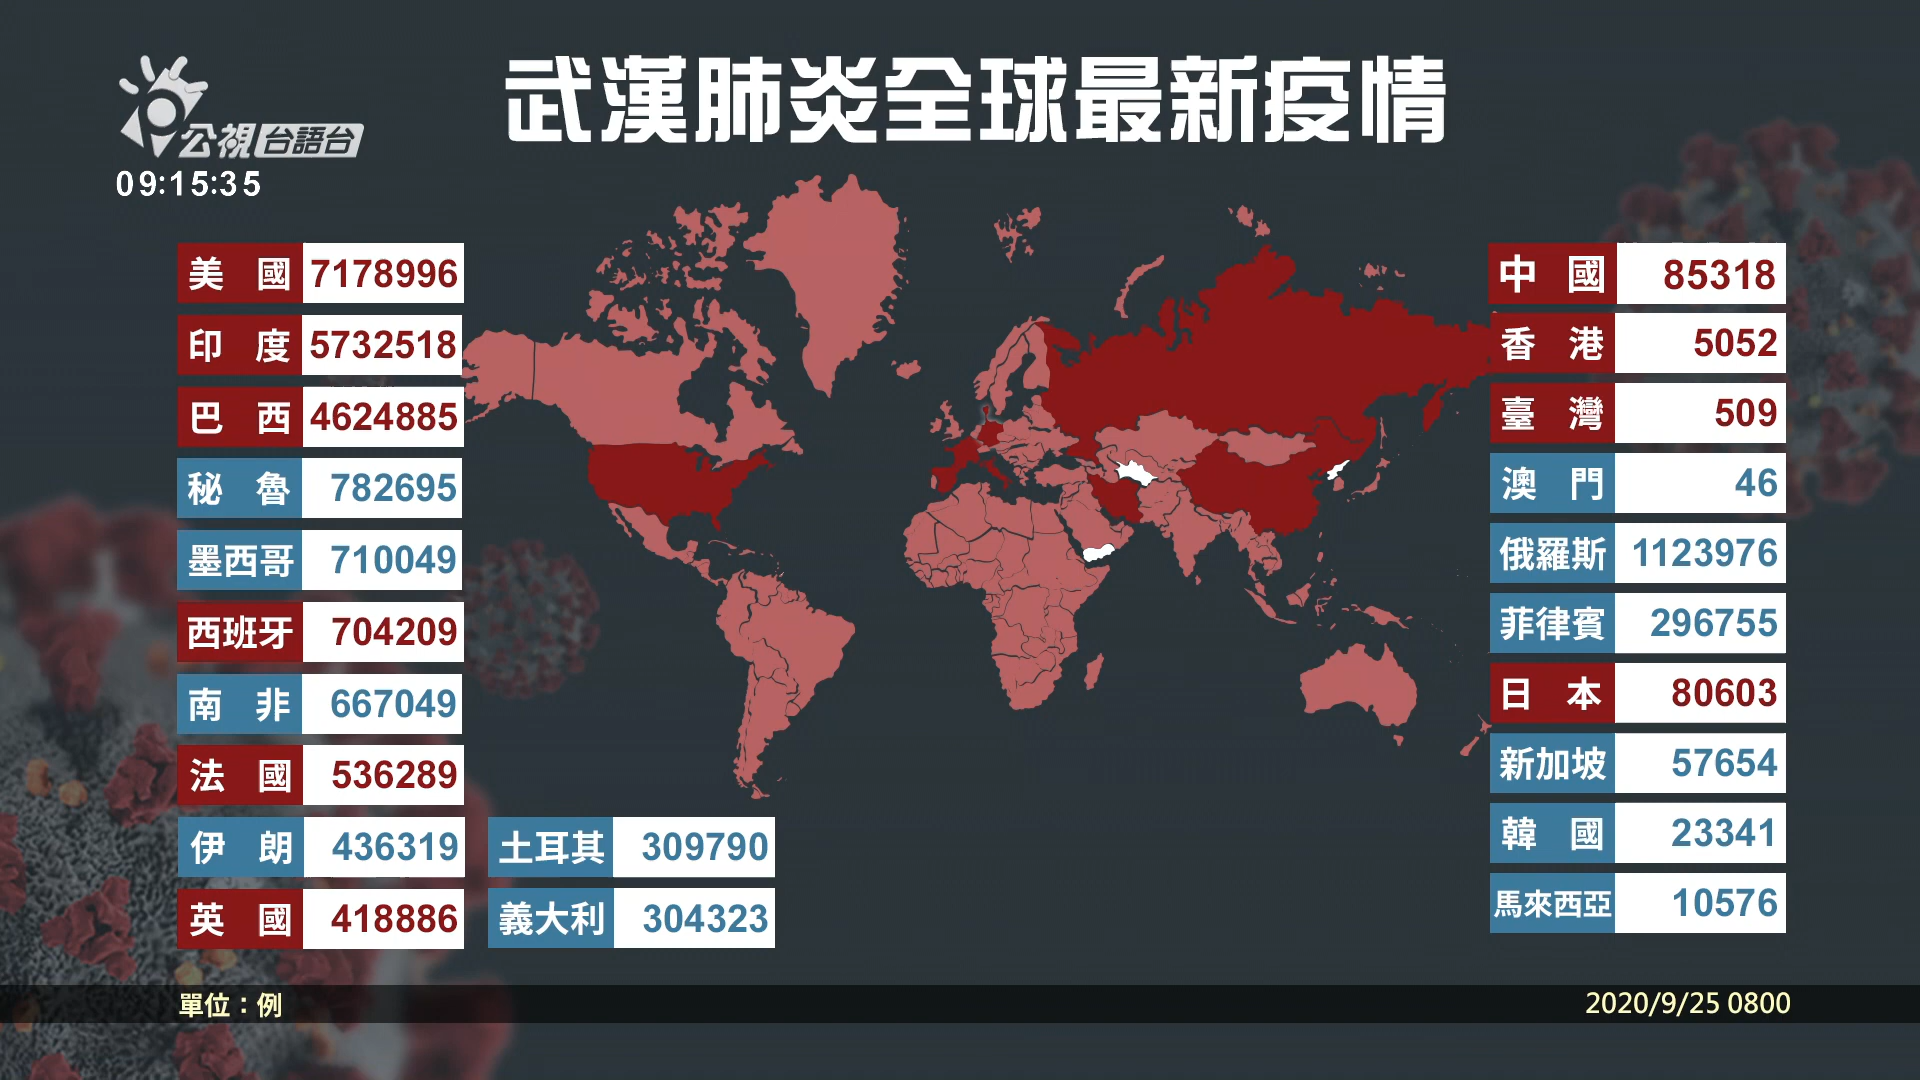 武漢肺炎全球最新疫情
公視台語台
09:15:35
美國 7178996
印度 5732518
巴西 4624885
秘魯 782695
墨西哥 710049
西班牙 704209
南非 667049
法國 536289
伊朗 436319
英國 418886
土耳其 309790
義大利 304323
中國 85318
香港 5052
臺灣 509
澳門 46
俄羅斯 1123976
菲律賓 296755
日本 80603
新加坡 57654
韓國 23341
馬來西亞 10576
單位：例
2020/9/25 0800